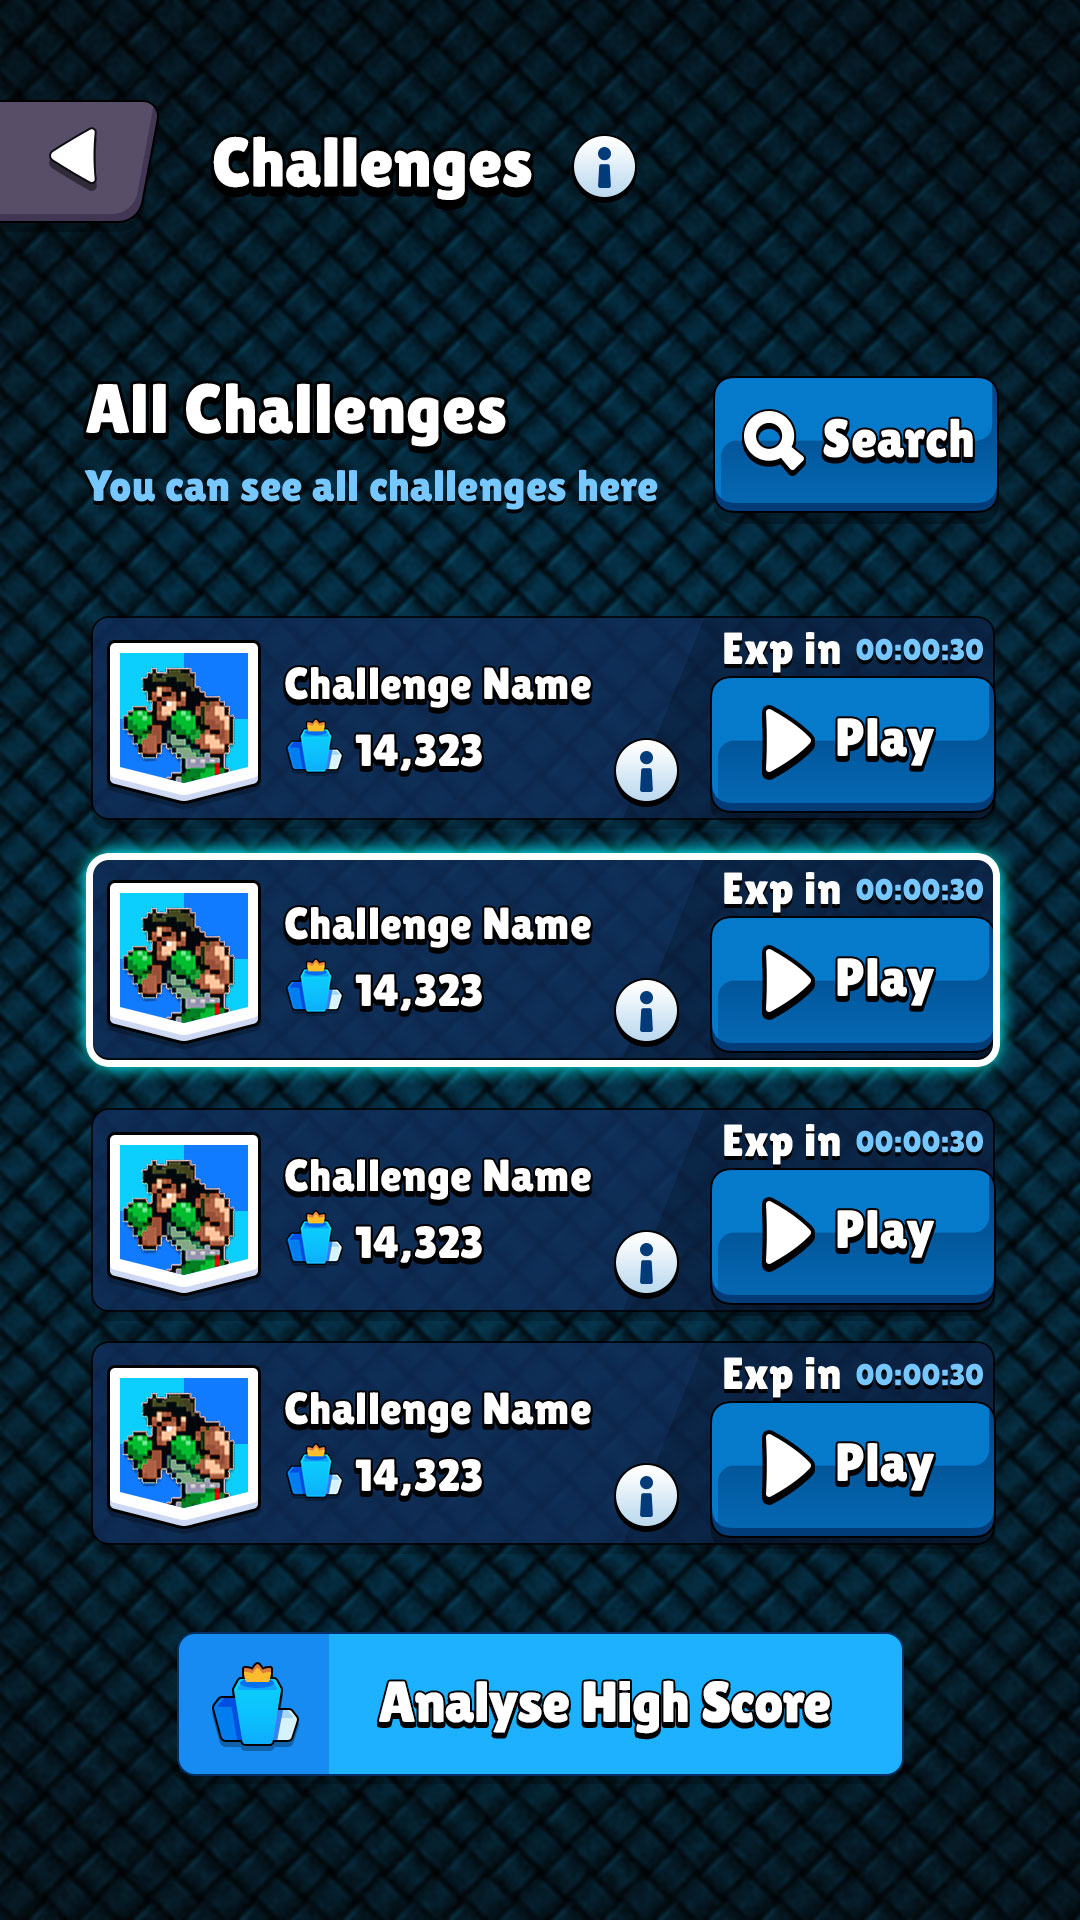 Challenges
All Challenges
You can see all challenges here
Search
Exp in 00:00:30
Challenge Name
14,323
Play
Exp in 00:00:30
Challenge Name
14,323
Play
Exp in 00:00:30
Challenge Name
14,323
Play
Exp in 00:00:30
Challenge Name
14,323
Play
Analyse High Score